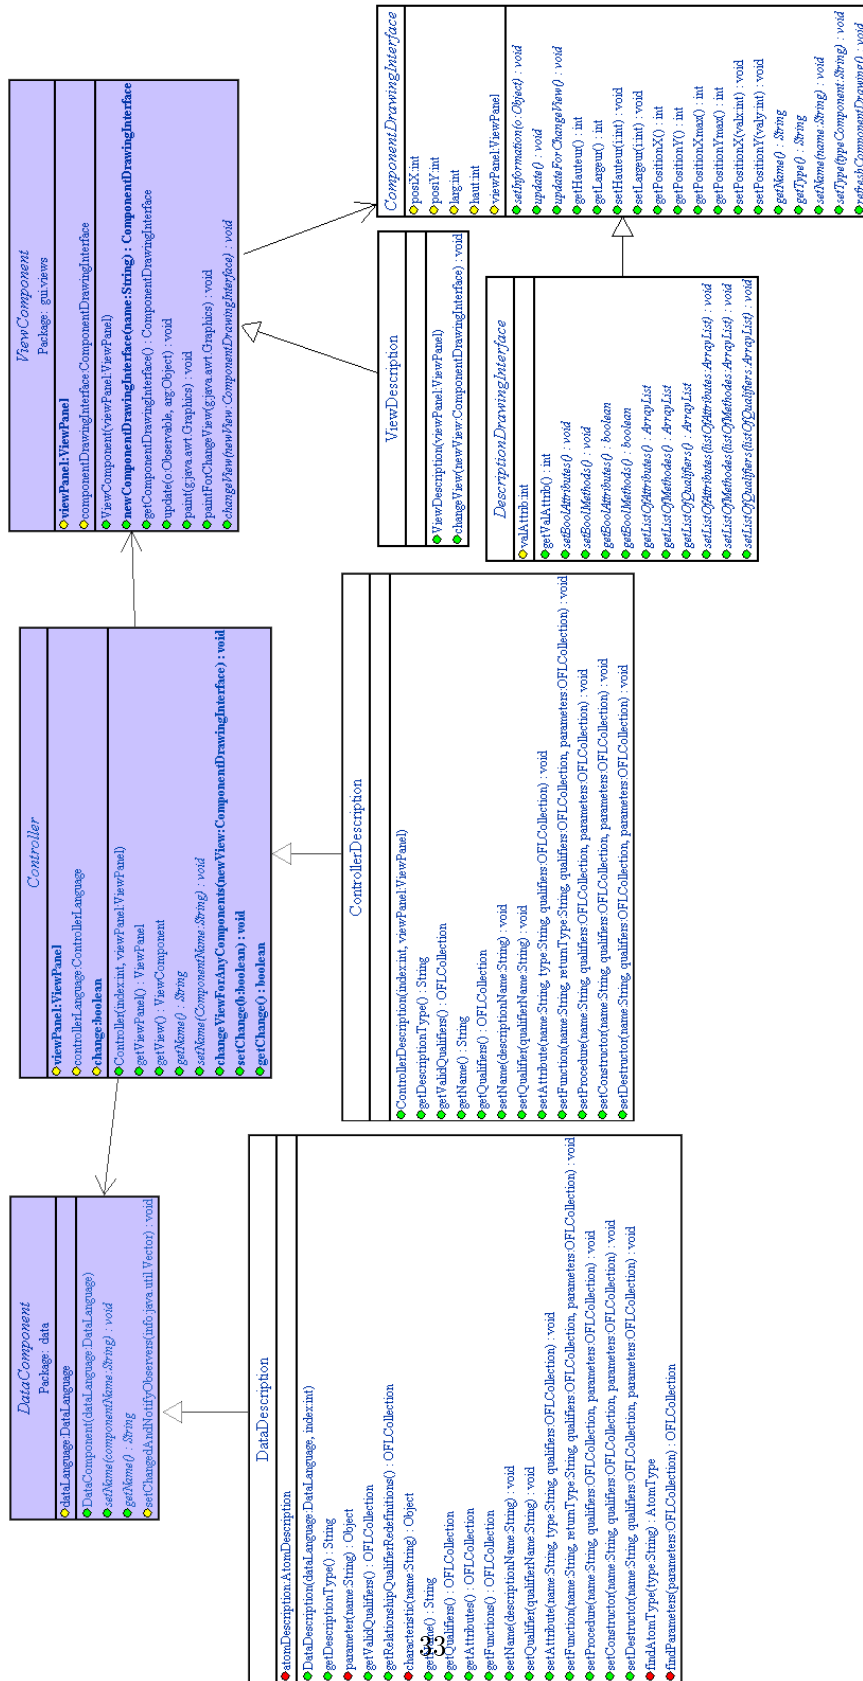 DataComponent
Package: data
dataLanguage:DataLanguage
DataComponent(dataLanguage:DataLanguage)
setName(componentName:String) : void
getName() : String
setChangedAndNotifyObservers(info:java.util.Vector) : void
Controller
viewPanel:ViewPanel
controllerLanguage:ControllerLanguage
change:boolean
Controller(index:int, viewPanel:ViewPanel)
getViewPanel() : ViewPanel
getView() : ViewComponent
getName() : String
setName(ComponentName:String) : void
changeViewForAnyComponents(newView:ComponentDrawingInterface) : void
setChange(b:boolean) : void
getChange() : boolean
ViewComponent
Package: gui.views
viewPanel:ViewPanel
componentDrawingInterface:ComponentDrawingInterface
ViewComponent(viewPanel:ViewPanel)
newComponentDrawingInterface(name:String) : ComponentDrawingInterface
getComponentDrawingInterface() : ComponentDrawingInterface
update(o:Observable, arg:Object) : void
paint(g:java.awt.Graphics) : void
paintForChangeView(g:java.awt.Graphics) : void
changeView(newView:ComponentDrawingInterface) : void
DataDescription
atomDescription:AtomDescription
DataDescription(dataLanguage:DataLanguage, index:int)
getDescriptionType() : String
parameter(name:String) : Object
getValidQualifiers() : OFLCollection
getRelationshipQualifierRedefinitions() : OFLCollection
characteristic(name:String) : Object
getName() : String
getQualifiers() : OFLCollection
getAttributes() : OFLCollection
getFunctions() : OFLCollection
setName(descriptionName:String) : void
setQualifier(qualifierName:String) : void
setAttribute(name:String, type:String, qualifiers:OFLCollection) : void
setFunction(name:String, returnType:String, qualifiers:OFLCollection, parameters:OFLCollection) : void
setProcedure(name:String, qualifiers:OFLCollection, parameters:OFLCollection) : void
setConstructor(name:String, qualifiers:OFLCollection, parameters:OFLCollection) : void
setDestructor(name:String, qualifiers:OFLCollection, parameters:OFLCollection) : void
findAtomType(type:String) : AtomType
findParameters(parameters:OFLCollection) : OFLCollection
ControllerDescription
ControllerDescription(index:int, viewPanel:ViewPanel)
getDescriptionType() : String
getValidQualifiers() : OFLCollection
getName() : String
getQualifiers() : OFLCollection
setName(descriptionName:String) : void
setQualifier(qualifierName:String) : void
setAttribute(name:String, type:String, qualifiers:OFLCollection) : void
setFunction(name:String, returnType:String, qualifiers:OFLCollection, parameters:OFLCollection) : void
setProcedure(name:String, qualifiers:OFLCollection, parameters:OFLCollection) : void
setConstructor(name:String, qualifiers:OFLCollection, parameters:OFLCollection) : void
setDestructor(name:String, qualifiers:OFLCollection, parameters:OFLCollection) : void
ViewDescription
ViewDescription(viewPanel:ViewPanel)
changeView(newView:ComponentDrawingInterface) : void
ComponentDrawingInterface
posiX:int
posiY:int
larg:int
haut:int
viewPanel:ViewPanel
setInformation(o:Object) : void
update() : void
updateForChangeView() : void
getHauteur() : int
getLargeur() : int
setHauteur(i:int) : void
setLargeur(i:int) : void
getPositionX() : int
getPositionY() : int
getPositionXmax() : int
getPositionYmax() : int
setPositionX(valx:int) : void
setPositionY(valy:int) : void
getName() : String
getType() : String
setName(name:String) : void
setType(typeComponent:String) : void
refreshComponentDrawing() : void
DescriptionDrawingInterface
valAttrib:int
getValAttrib() : int
setBoolAttributes() : void
setBoolMethods() : void
getBoolAttributes() : boolean
getBoolMethods() : boolean
getListOfAttributes() : ArrayList
getListOfMethodes() : ArrayList
getListOfQualifiers() : ArrayList
setListOfAttributes(listOfAttributes:ArrayList) : void
setListOfMethodes(listOfMethodes:ArrayList) : void
setListOfQualifiers(listOfQualifiers:ArrayList) : void
33